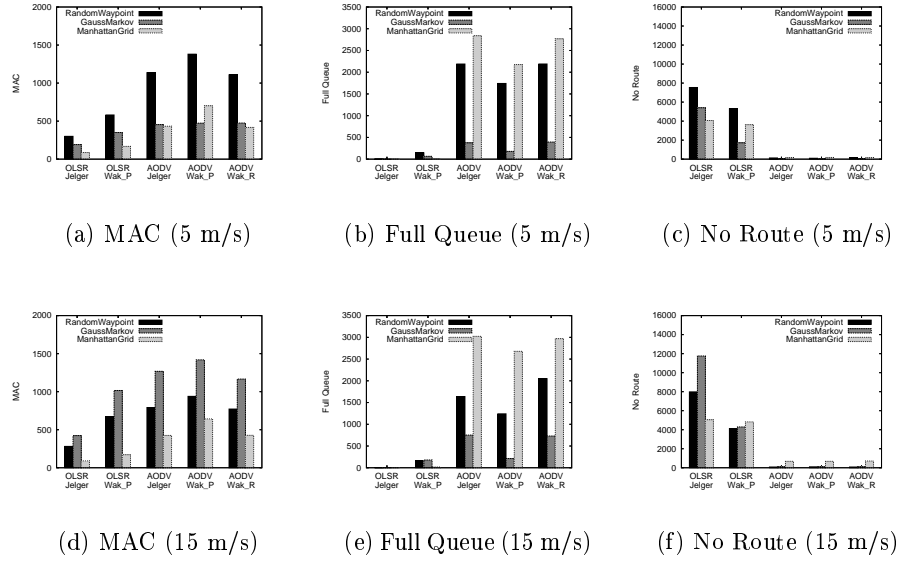 2000
1500
1000
500
0
MAC
RandomWaypoint
GaussMarkov
ManhattanGrid
OLSR Jelger
OLSR Wak_P
AODV Jelger
AODV Wak_P
AODV Wak_R
(a) MAC (5 m/s)
3500
3000
2500
2000
1500
1000
500
0
Full Queue
RandomWaypoint
GaussMarkov
ManhattanGrid
OLSR Jelger
OLSR Wak_P
AODV Jelger
AODV Wak_P
AODV Wak_R
(b) Full Queue (5 m/s)
16000
14000
12000
10000
8000
6000
4000
2000
0
No Route
RandomWaypoint
GaussMarkov
ManhattanGrid
OLSR Jelger
OLSR Wak_P
AODV Jelger
AODV Wak_P
AODV Wak_R
(c) No Route (5 m/s)
2000
1500
1000
500
0
MAC
RandomWaypoint
GaussMarkov
ManhattanGrid
OLSR Jelger
OLSR Wak_P
AODV Jelger
AODV Wak_P
AODV Wak_R
(d) MAC (15 m/s)
3500
3000
2500
2000
1500
1000
500
0
Full Queue
RandomWaypoint
GaussMarkov
ManhattanGrid
OLSR Jelger
OLSR Wak_P
AODV Jelger
AODV Wak_P
AODV Wak_R
(e) Full Queue (15 m/s)
16000
14000
12000
10000
8000
6000
4000
2000
0
No Route
RandomWaypoint
GaussMarkov
ManhattanGrid
OLSR Jelger
OLSR Wak_P
AODV Jelger
AODV Wak_P
AODV Wak_R
(f) No Route (15 m/s)